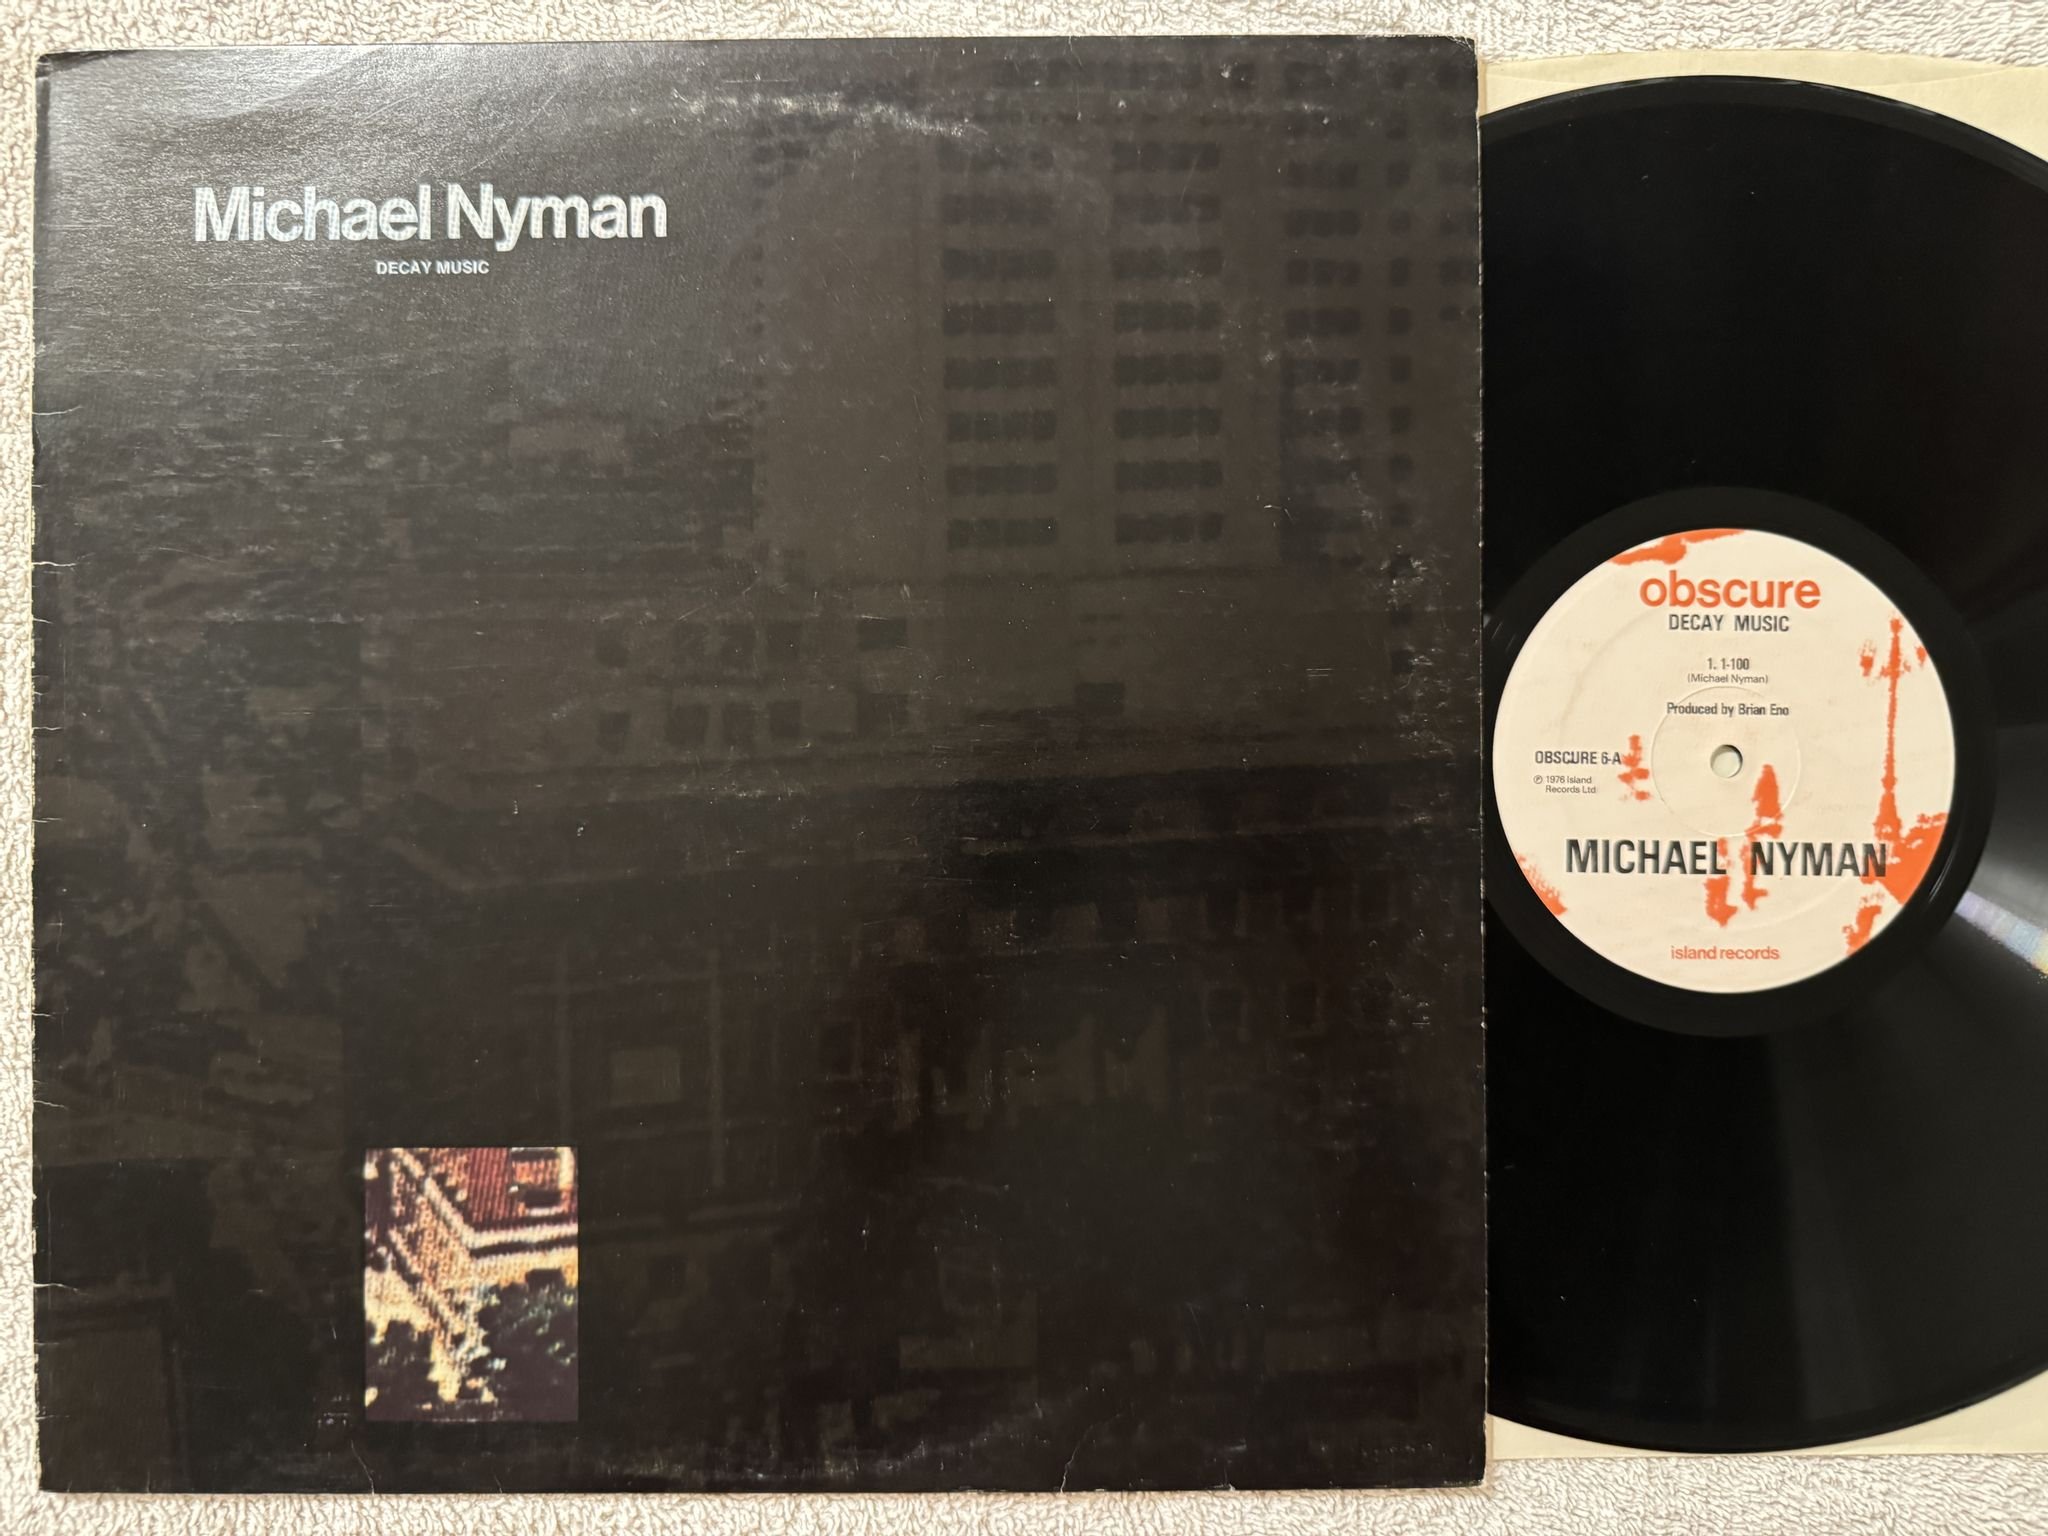 Michael Nyman
DECAY MUSIC
obscure
DECAY MUSIC
1. 1-100
(Michael Nyman)
Produced by Brian Eno
OBSCURE 6-A
℗ 1976 Island
Records Ltd
MICHAEL NYMAN
island records